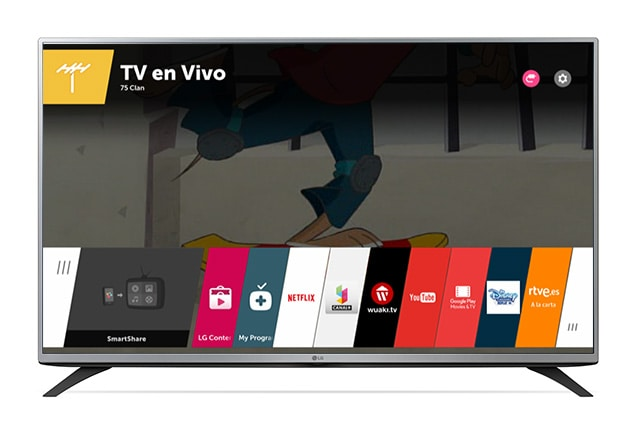 TV en Vivo
75 Clan
SmartShare
LG Conte
My Progra
NETFLIX
CANAL+
wuaki.tv
YouTube
Google Play
Movies & TV
Disney
rtve.es
A la carta
LG